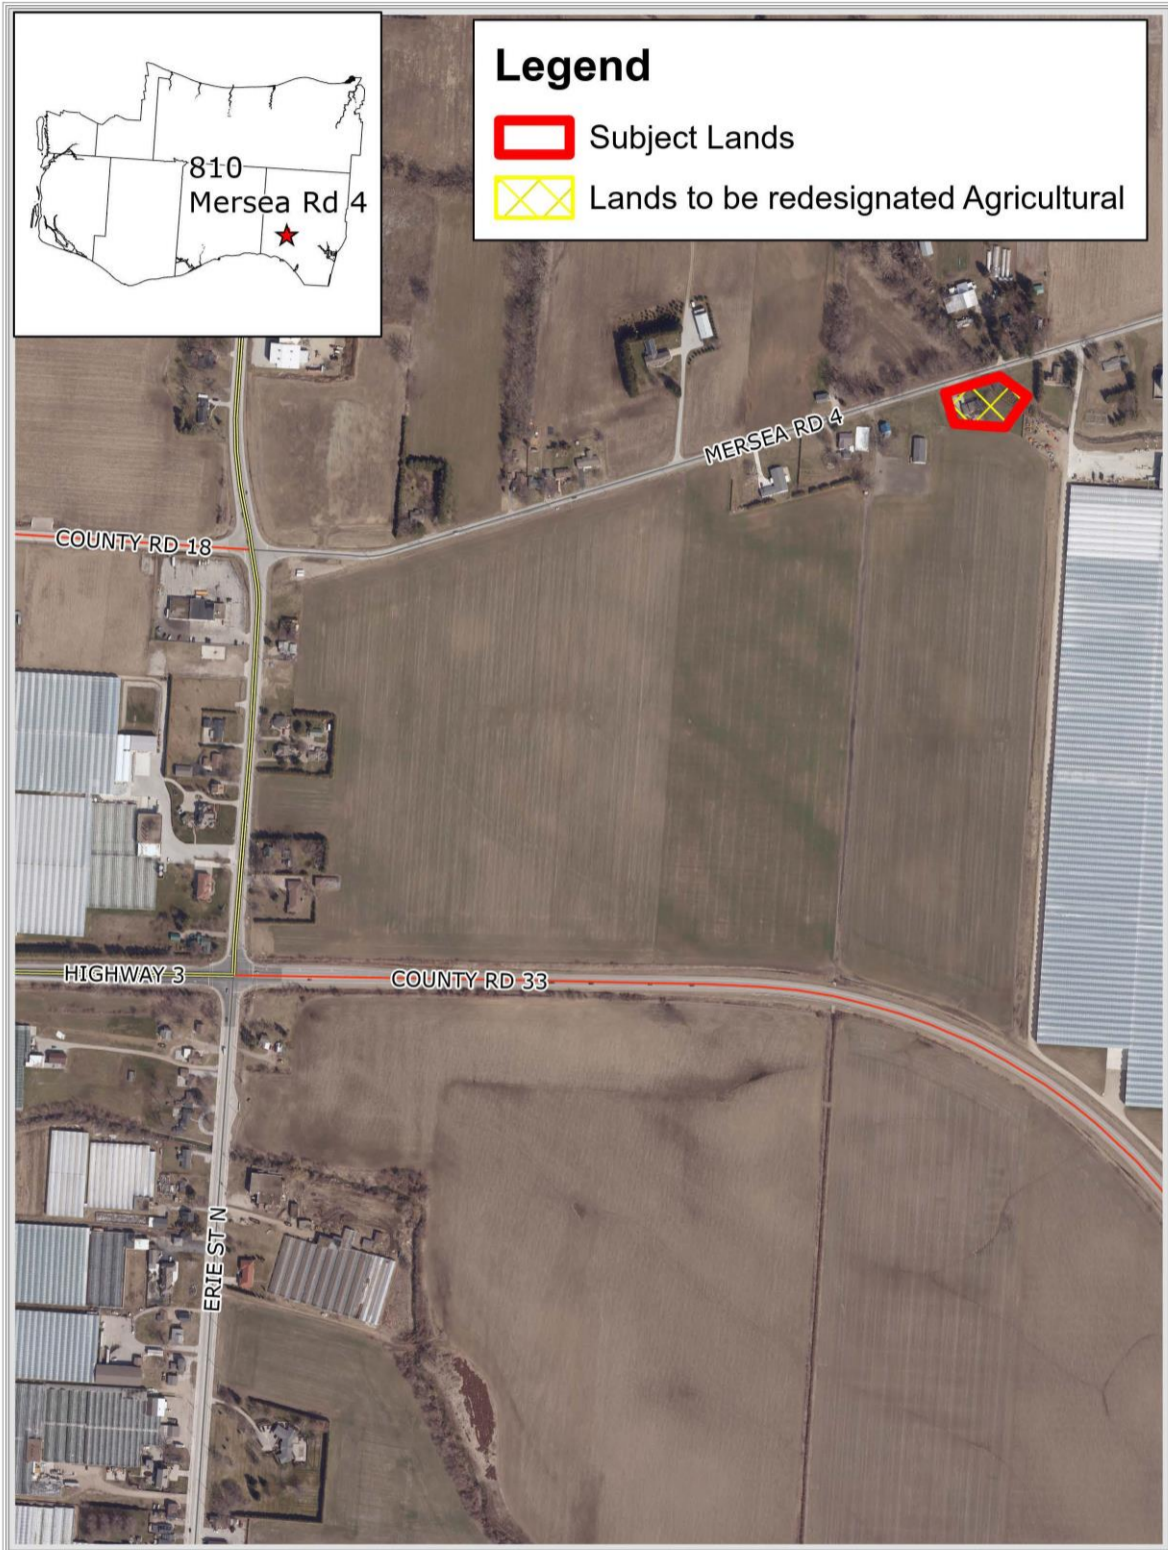 810
Mersea Rd 4
Legend
Subject Lands
Lands to be redesignated Agricultural
MERSEA RD 4
COUNTY RD 18
HIGHWAY 3
COUNTY RD 33
ERIE ST N